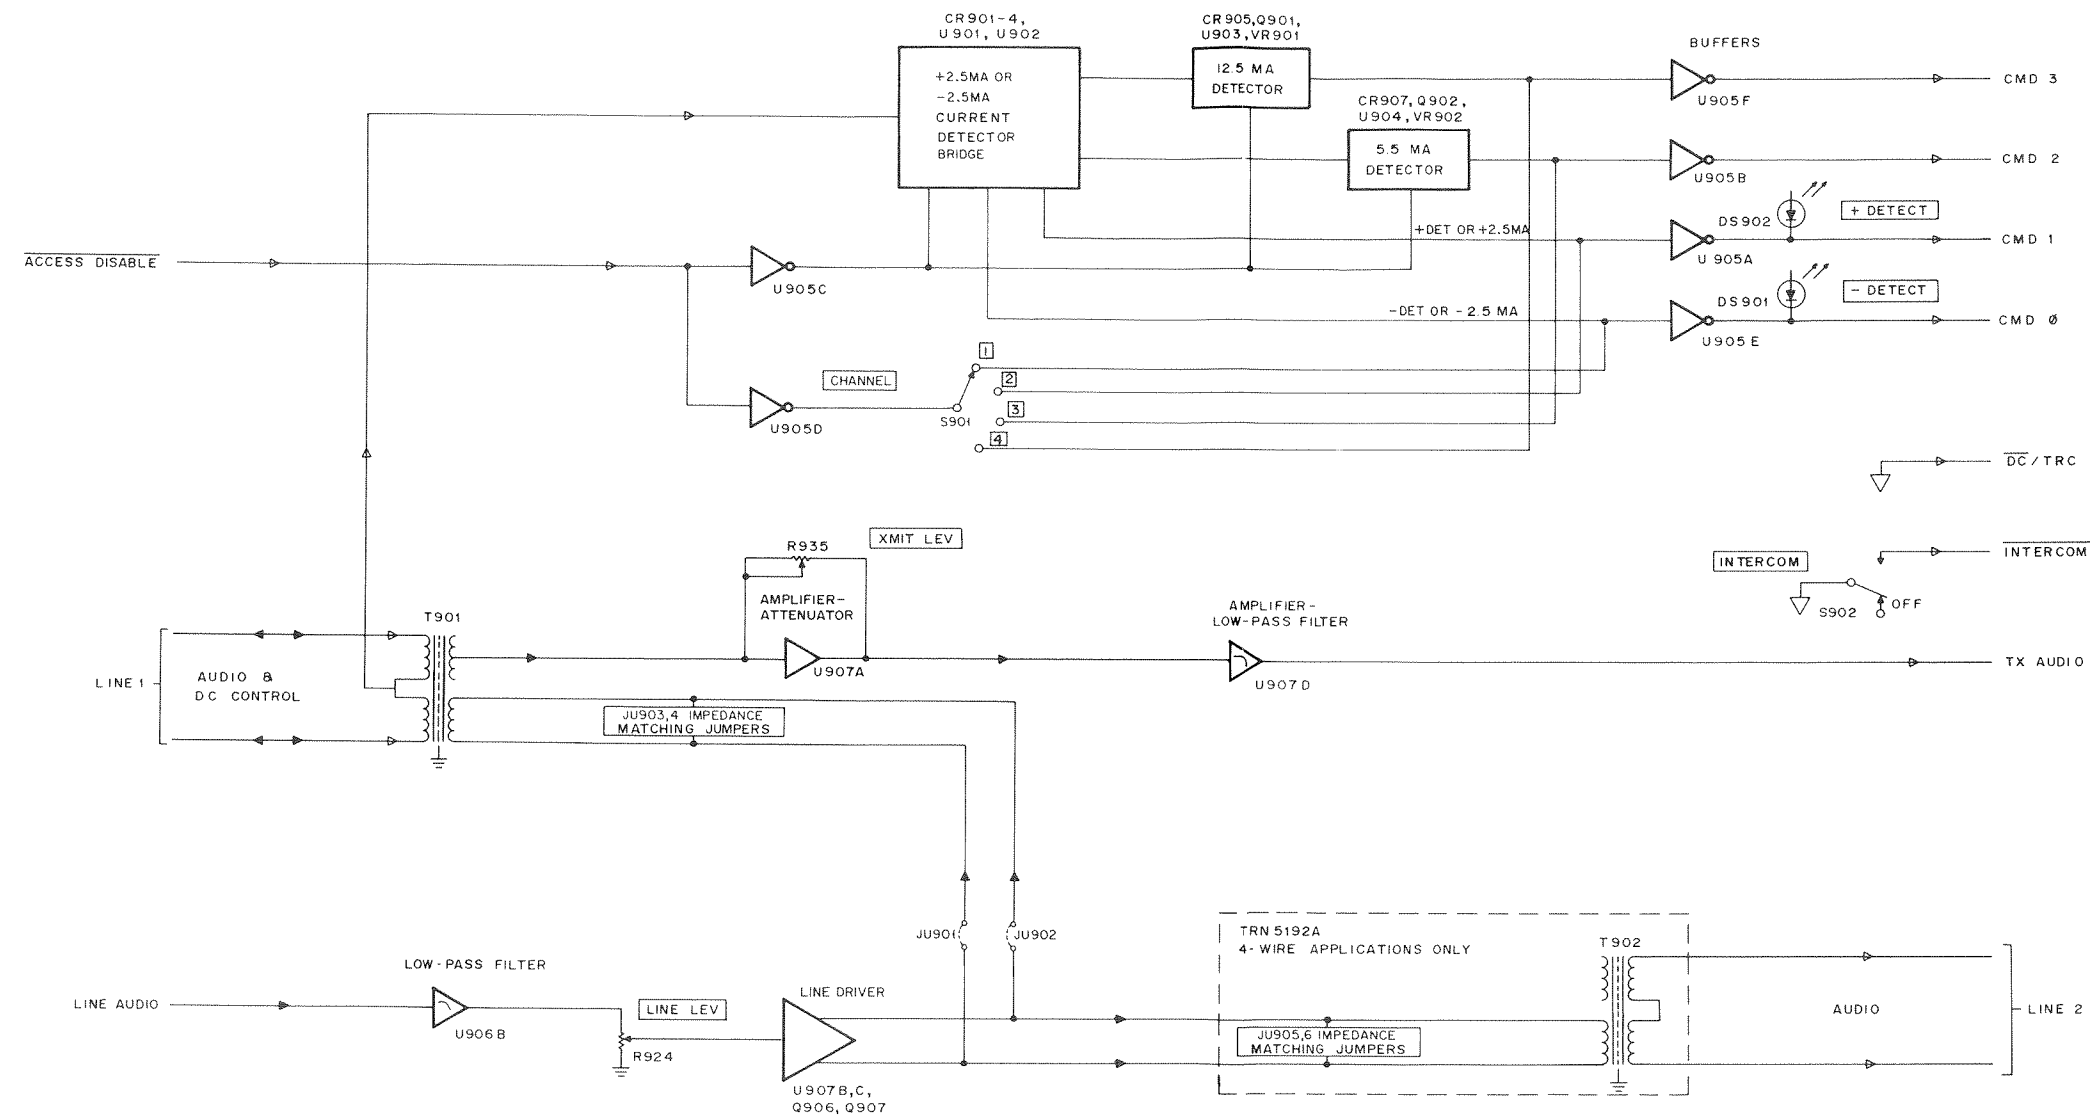 CR901-4,
U901, U902
CR905,Q901,
U903,VR901
BUFFERS
+2.5MA OR
-2.5MA
CURRENT
DETECTOR
BRIDGE
12.5 MA
DETECTOR
CMD 3
U905F
CR907,Q902,
U904,VR902
5.5 MA
DETECTOR
CMD 2
U905B
DS902
+ DETECT
+DET OR +2.5MA
CMD 1
U905A
ACCESS DISABLE
U905C
DS901
- DETECT
-DET OR -2.5 MA
CMD Ø
U905E
1
CHANNEL
2
3
S901
U905D
4
DC/TRC
R935
XMIT LEV
INTERCOM
INTERCOM
AMPLIFIER-
ATTENUATOR
AMPLIFIER-
LOW-PASS FILTER
S902
OFF
T901
LINE 1
AUDIO &
DC CONTROL
U907A
U907D
TX AUDIO
JU903,4 IMPEDANCE
MATCHING JUMPERS
JU901
JU902
TRN5192A
4-WIRE APPLICATIONS ONLY
T902
LOW-PASS FILTER
LINE AUDIO
LINE LEV
LINE DRIVER
AUDIO
LINE 2
U906B
R924
JU905,6 IMPEDANCE
MATCHING JUMPERS
U907B,C,
Q906, Q907